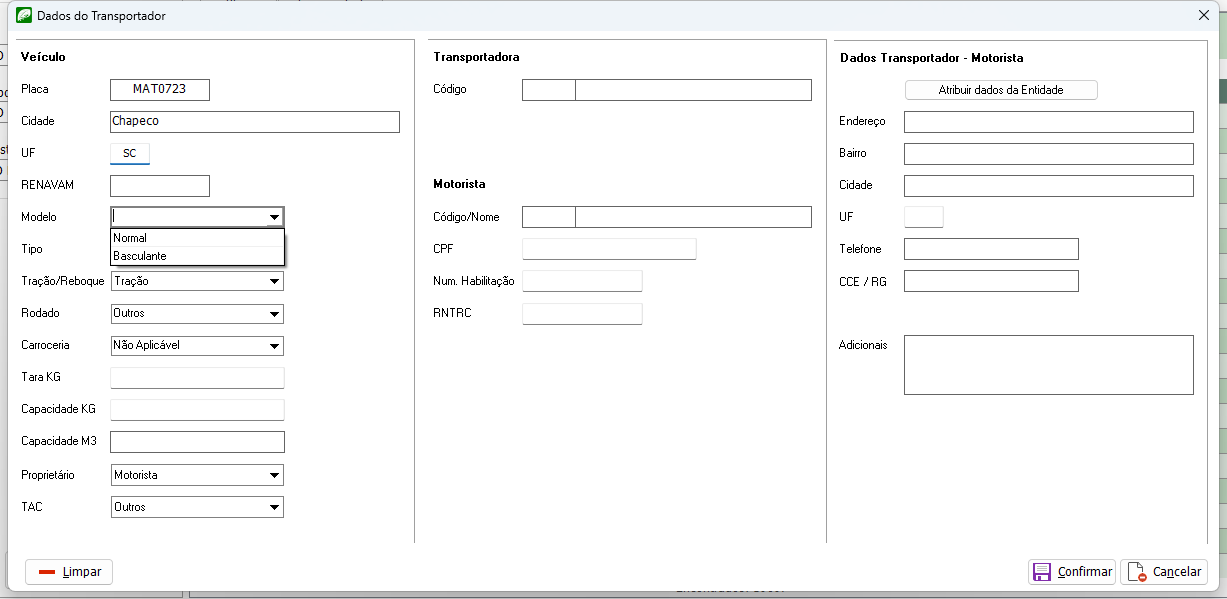 Dados do Transportador
Veículo
Placa MAT0723
Cidade Chapeco
UF SC
RENAVAM
Modelo
Normal
Basculante
Tipo
Tração/Reboque Tração
Rodado Outros
Carroceria Não Aplicável
Tara KG
Capacidade KG
Capacidade M3
Proprietário Motorista
TAC Outros
Transportadora
Código
Motorista
Código/Nome
CPF
Num. Habilitação
RNTRC
Dados Transportador - Motorista
Atribuir dados da Entidade
Endereço
Bairro
Cidade
UF
Telefone
CCE / RG
Adicionais
Limpar
Confirmar
Cancelar